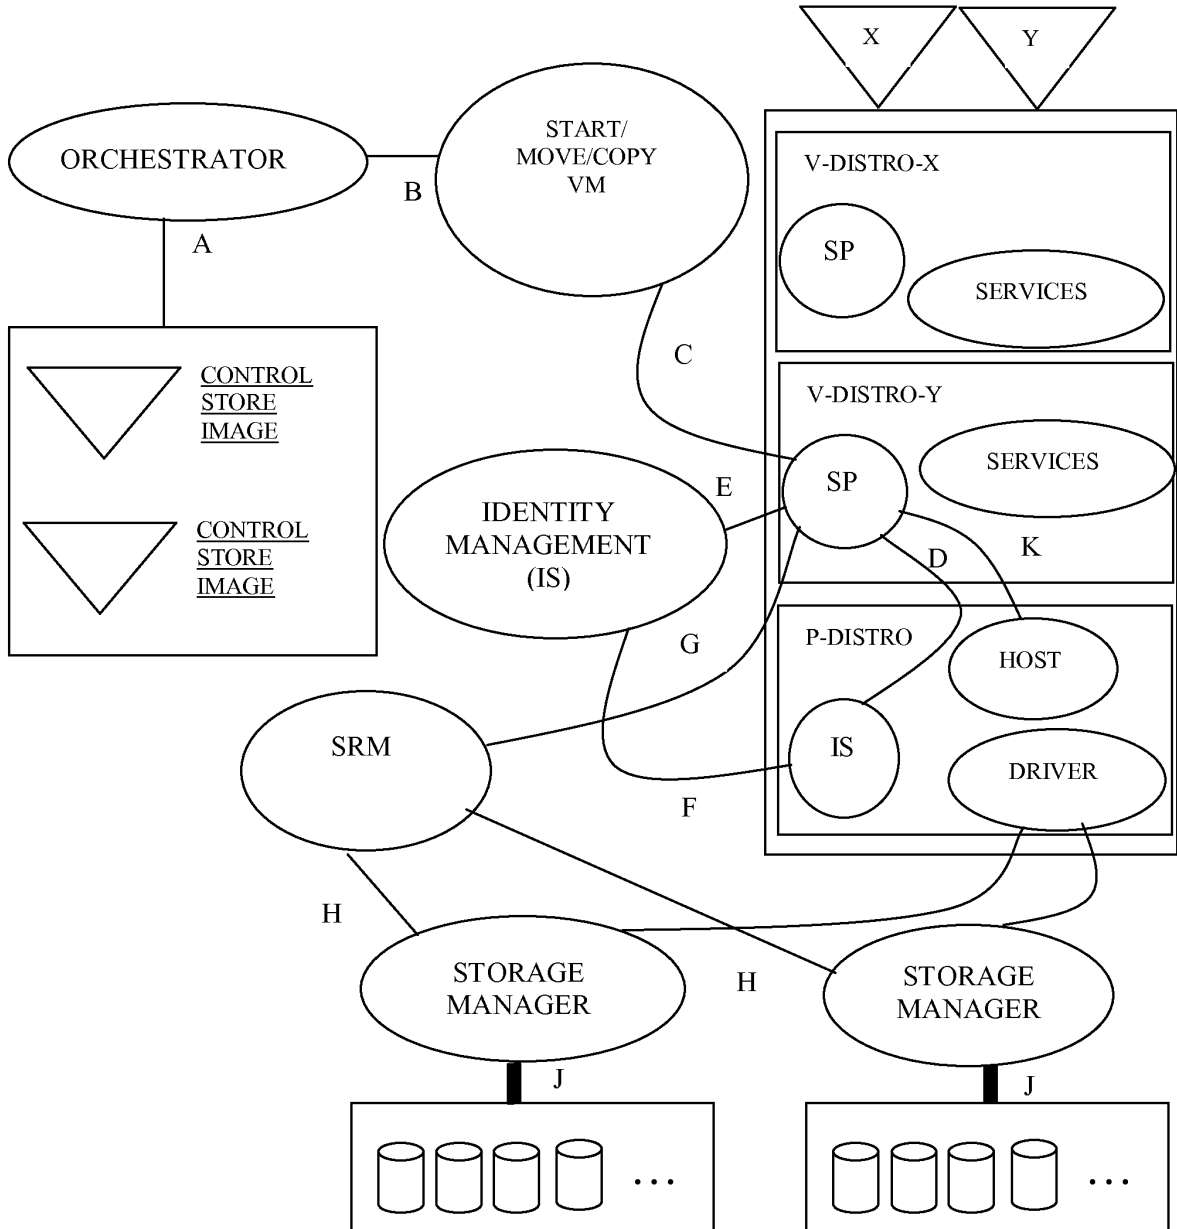 X
Y
ORCHESTRATOR
START/
MOVE/COPY
VM
B
A
V-DISTRO-X
SP
SERVICES
CONTROL
STORE
IMAGE
CONTROL
STORE
IMAGE
C
V-DISTRO-Y
SP
SERVICES
E
K
D
IDENTITY
MANAGEMENT
(IS)
G
P-DISTRO
HOST
IS
DRIVER
SRM
F
H
H
STORAGE
MANAGER
STORAGE
MANAGER
J
J
...
...